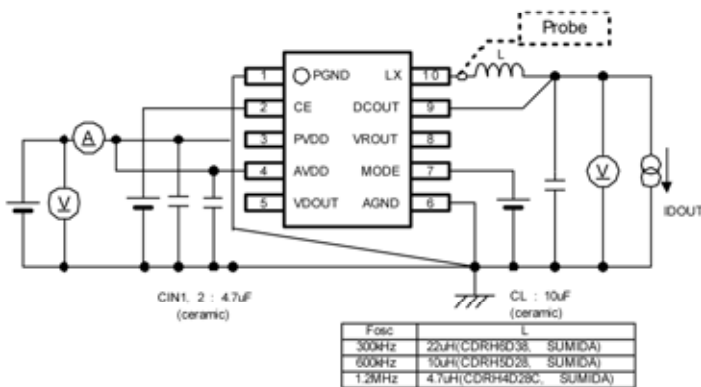 Probe
L
1 PGND LX 10
2 CE DCOUT 9
3 PVDD VROUT 8
4 AVDD MODE 7
5 VDOUT AGND 6
A
V
V
IDOUT
CIN1, 2 : 4.7uF
(ceramic)
CL : 10uF
(ceramic)
Fosc L
300kHz 22uH(CDRH6D38, SUMIDA)
600kHz 10uH(CDRH5D28, SUMIDA)
1.2MHz 4.7uH(CDRH4D28C, SUMIDA)